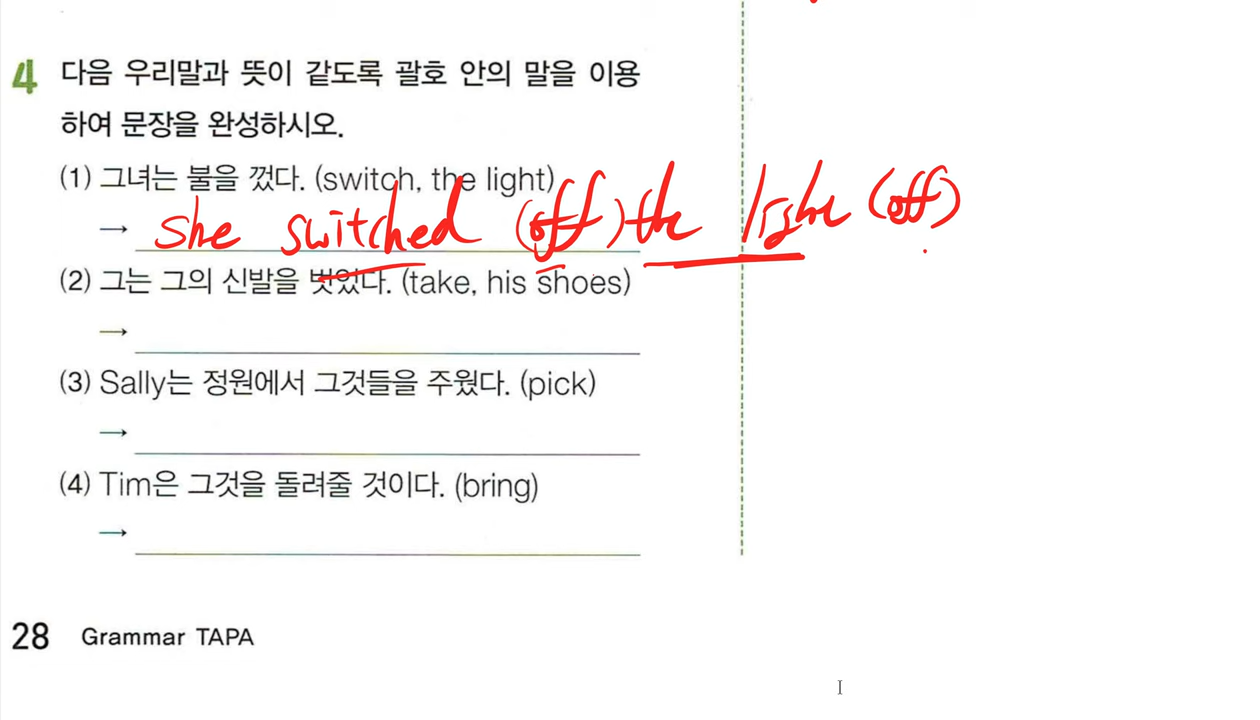 4 다음 우리말과 뜻이 같도록 괄호 안의 말을 이용
하여 문장을 완성하시오.
(1) 그녀는 불을 껐다. (switch, the light)
→ she switched (off) the light (off)
(2) 그는 그의 신발을 벗었다. (take, his shoes)
→
(3) Sally는 정원에서 그것들을 주웠다. (pick)
→
(4) Tim은 그것을 돌려줄 것이다. (bring)
→
28 Grammar TAPA